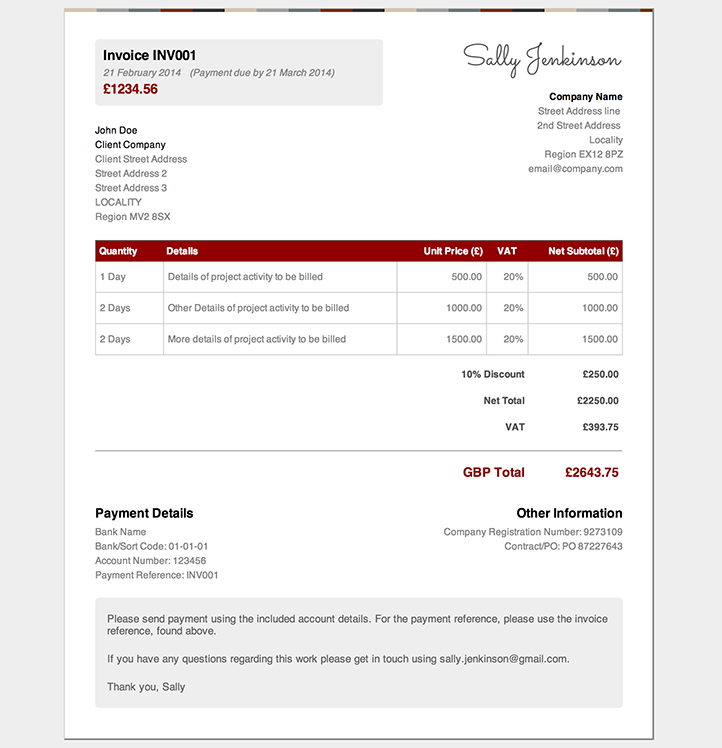 Invoice INV001
21 February 2014 (Payment due by 21 March 2014)
£1234.56
Sally Jenkinson
Company Name
Street Address line
2nd Street Address
Locality
Region EX12 8PZ
email@company.com
John Doe
Client Company
Client Street Address
Street Address 2
Street Address 3
LOCALITY
Region MV2 8SX
Quantity Details Unit Price (£) VAT Net Subtotal (£)
1 Day Details of project activity to be billed 500.00 20% 500.00
2 Days Other Details of project activity to be billed 1000.00 20% 1000.00
2 Days More details of project activity to be billed 1500.00 20% 1500.00
10% Discount £250.00
Net Total £2250.00
VAT £393.75
GBP Total £2643.75
Payment Details
Bank Name
Bank/Sort Code: 01-01-01
Account Number: 123456
Payment Reference: INV001
Other Information
Company Registration Number: 9273109
Contract/PO: PO 87227643
Please send payment using the included account details. For the payment reference, please use the invoice
reference, found above.
If you have any questions regarding this work please get in touch using sally.jenkinson@gmail.com.
Thank you, Sally